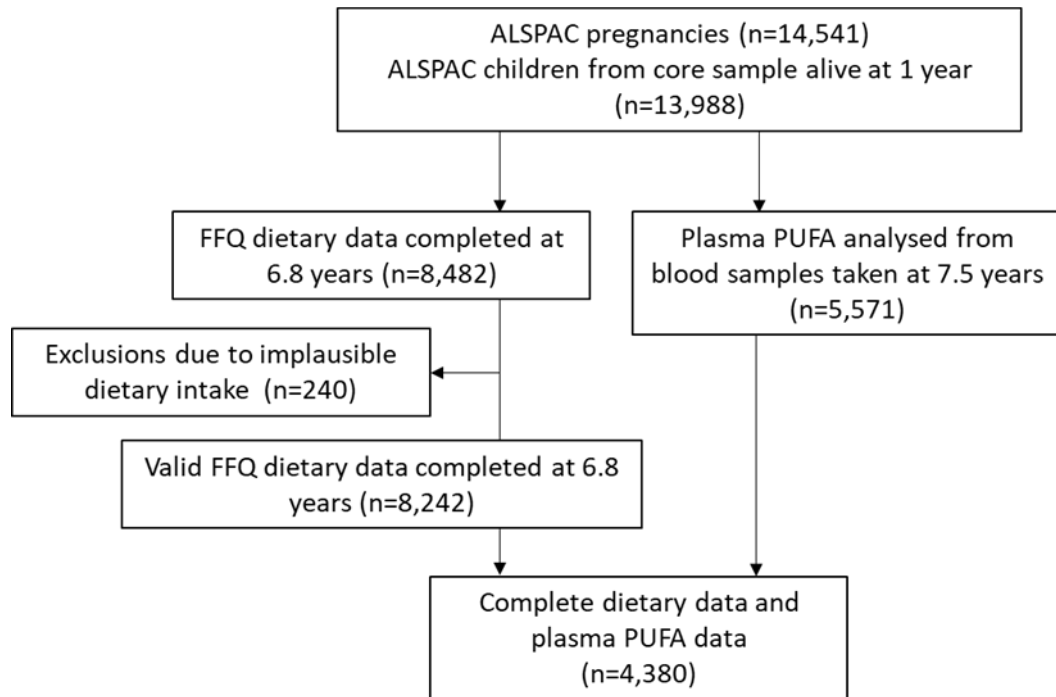 ALSPAC pregnancies (n=14,541)
ALSPAC children from core sample alive at 1 year
(n=13,988)
FFQ dietary data completed at
6.8 years (n=8,482)
Plasma PUFA analysed from
blood samples taken at 7.5 years
(n=5,571)
Exclusions due to implausible
dietary intake (n=240)
Valid FFQ dietary data completed at 6.8
years (n=8,242)
Complete dietary data and
plasma PUFA data
(n=4,380)